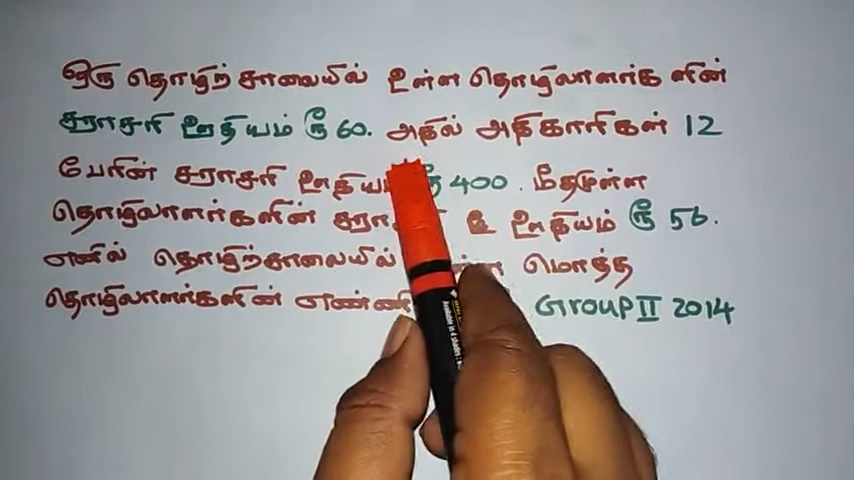 ஒரு தொழிற் சாலையில் உள்ள தொழிலாளர்களின்
சராசரி ஊதியம் ரூ 60. அதில் அதிகாரிகள் 12
பேரின் சராசரி ஊதியம் ரூ 400. மீதமுள்ள
தொழிலாளர்களின் ஊதியம் ரூ 56.
எனில் தொழிற்சாலையில் மொத்த
தொழிலாளர்களின் GROUP II 2014